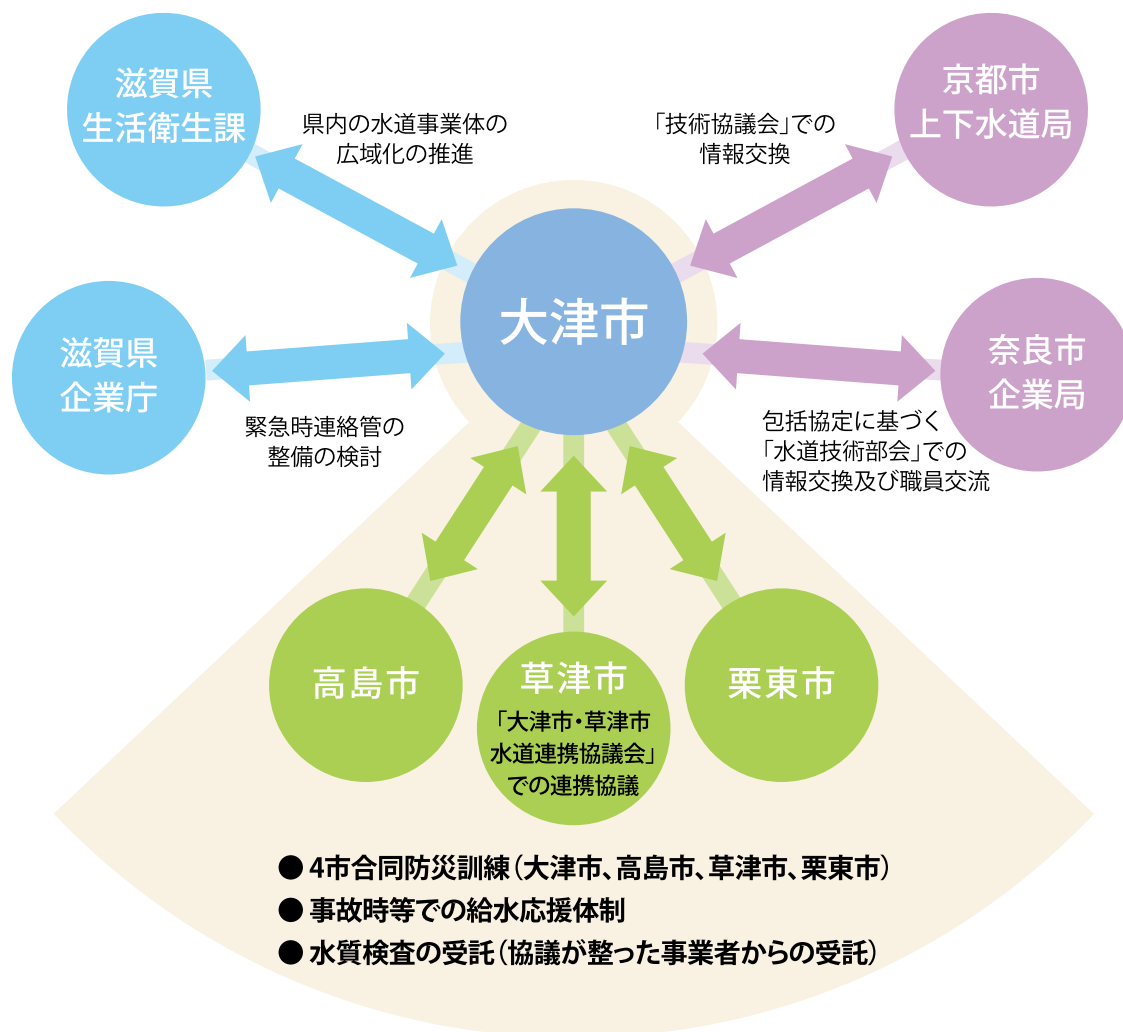 滋賀県
生活衛生課
県内の水道事業体の
広域化の推進
「技術協議会」での
情報交換
京都市
上下水道局
大津市
滋賀県
企業庁
緊急時連絡管の
整備の検討
奈良市
企業局
包括協定に基づく
「水道技術部会」での
情報交換及び職員交流
高島市
草津市
「大津市・草津市
水道連携協議会」
での連携協議
栗東市
● 4市合同防災訓練（大津市、高島市、草津市、栗東市）
● 事故時等での給水応援体制
● 水質検査の受託（協議が整った事業者からの受託）